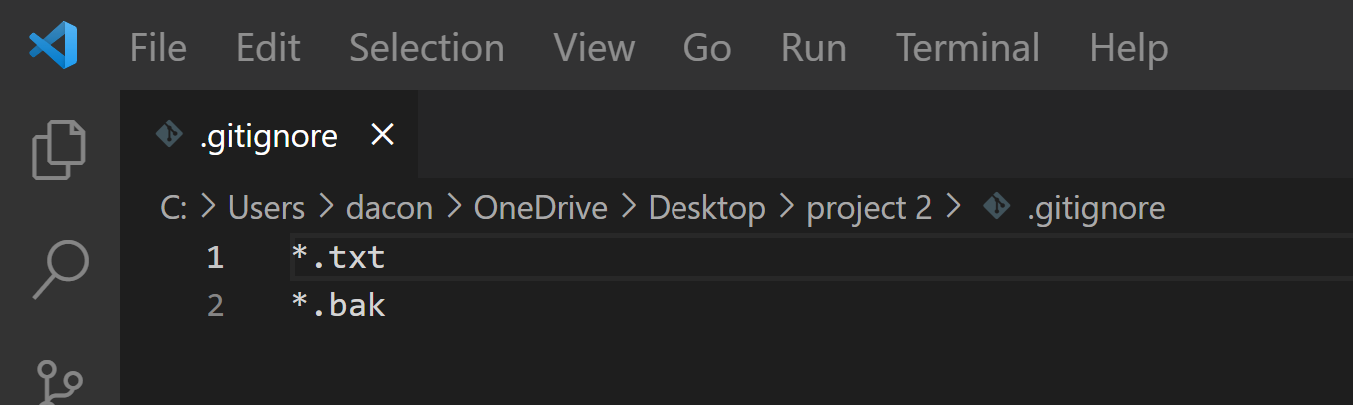 File Edit Selection View Go Run Terminal Help
.gitignore
C: > Users > dacon > OneDrive > Desktop > project 2 > .gitignore
1 *.txt
2 *.bak